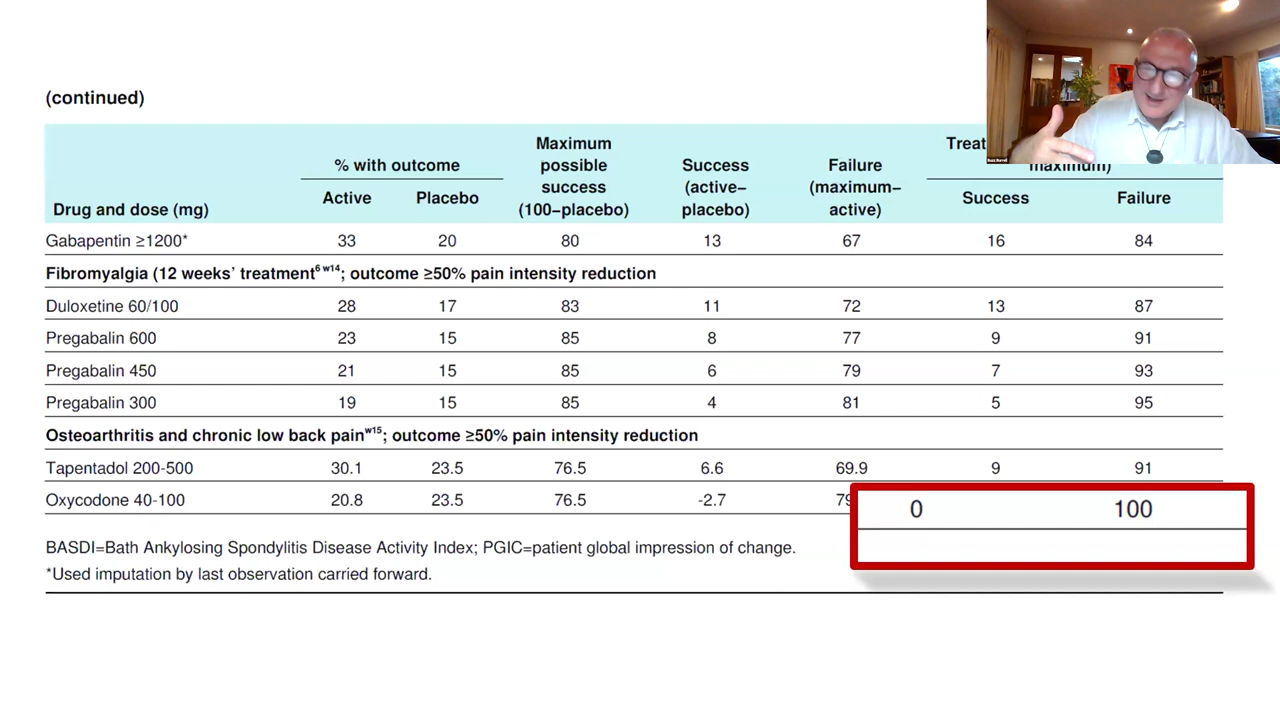 (continued)
Drug and dose (mg) % with outcome Active Placebo Maximum possible success (100–placebo) Success (active–placebo) Failure (maximum–active) maximum) Success Failure
Gabapentin ≥1200* 33 20 80 13 67 16 84
Fibromyalgia (12 weeks’ treatment6 w14; outcome ≥50% pain intensity reduction
Duloxetine 60/100 28 17 83 11 72 13 87
Pregabalin 600 23 15 85 8 77 9 91
Pregabalin 450 21 15 85 6 79 7 93
Pregabalin 300 19 15 85 4 81 5 95
Osteoarthritis and chronic low back painw15; outcome ≥50% pain intensity reduction
Tapentadol 200-500 30.1 23.5 76.5 6.6 69.9 9 91
Oxycodone 40-100 20.8 23.5 76.5 -2.7
0 100
BASDI=Bath Ankylosing Spondylitis Disease Activity Index; PGIC=patient global impression of change.
*Used imputation by last observation carried forward.